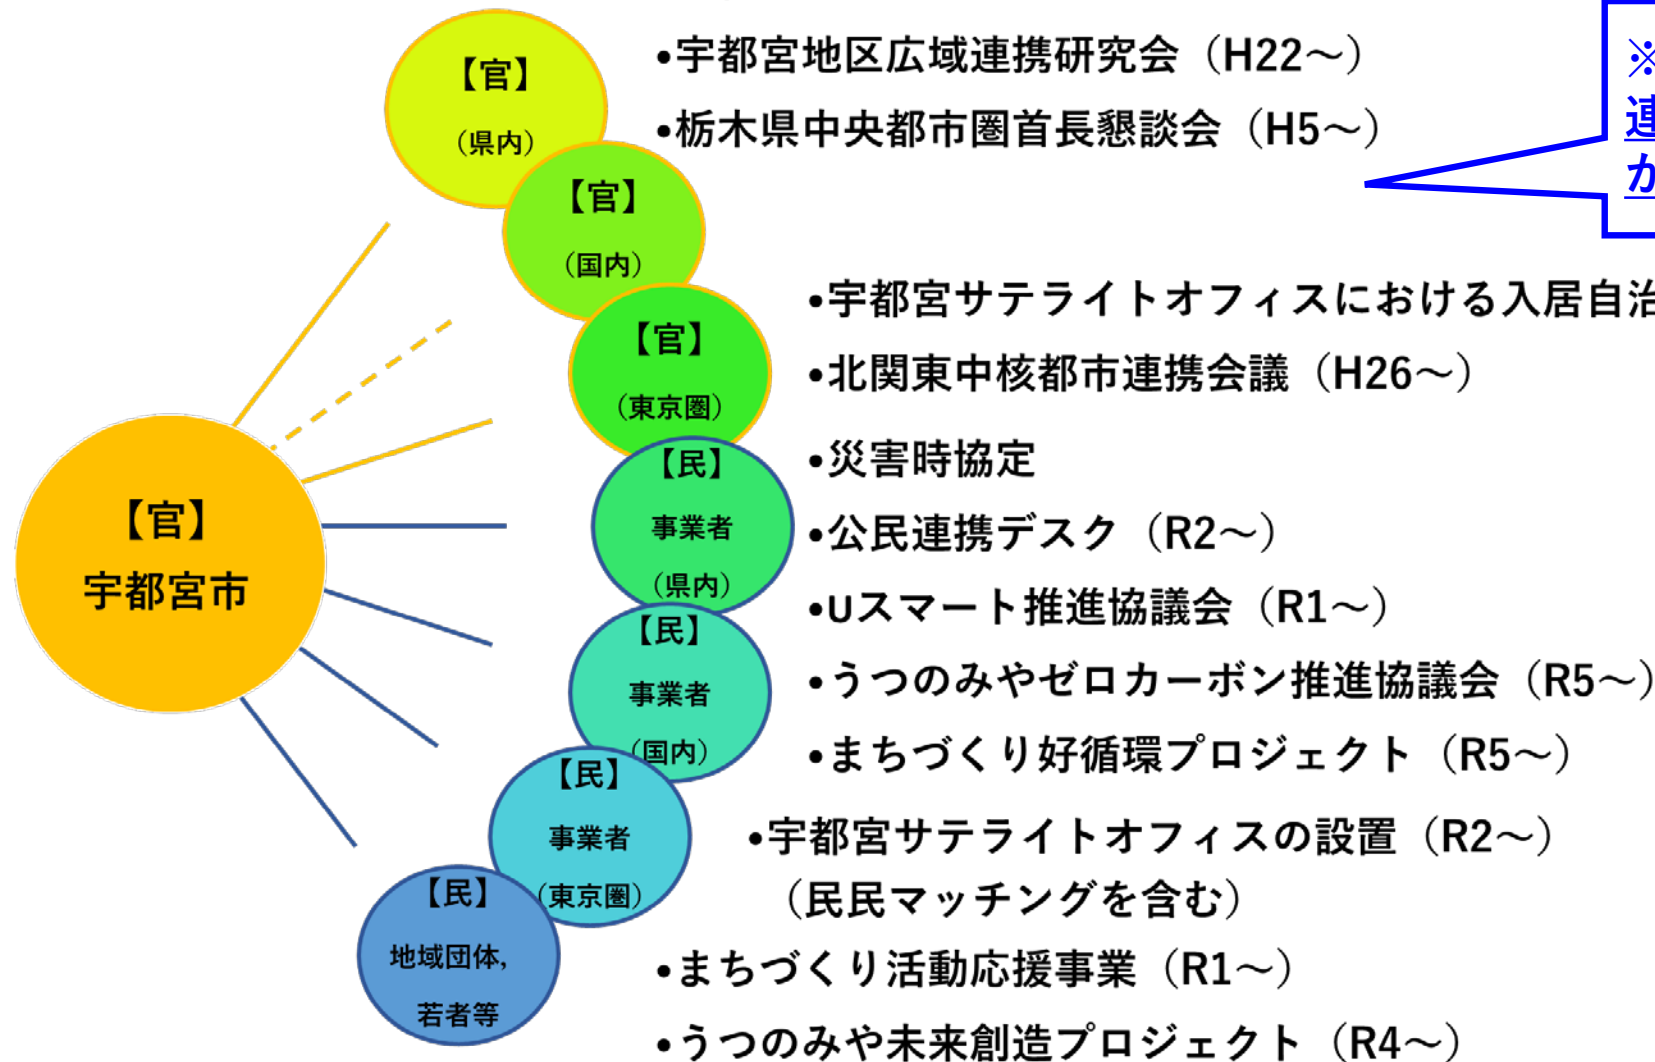 【官】
（県内）
•宇都宮地区広域連携研究会（H22～）
•栃木県中央都市圏首長懇談会（H5～）
※
連
か
【官】
（国内）
【官】
（東京圏）
•宇都宮サテライトオフィスにおける入居自治
•北関東中核都市連携会議（H26～）
【官】
宇都宮市
【民】
事業者
（県内）
•災害時協定
•公民連携デスク（R2～）
•Uスマート推進協議会（R1～）
【民】
事業者
（国内）
•うつのみやゼロカーボン推進協議会（R5～）
•まちづくり好循環プロジェクト（R5～）
【民】
事業者
（東京圏）
•宇都宮サテライトオフィスの設置（R2～）
（民民マッチングを含む）
【民】
地域団体，
若者等
•まちづくり活動応援事業（R1～）
•うつのみや未来創造プロジェクト（R4～）